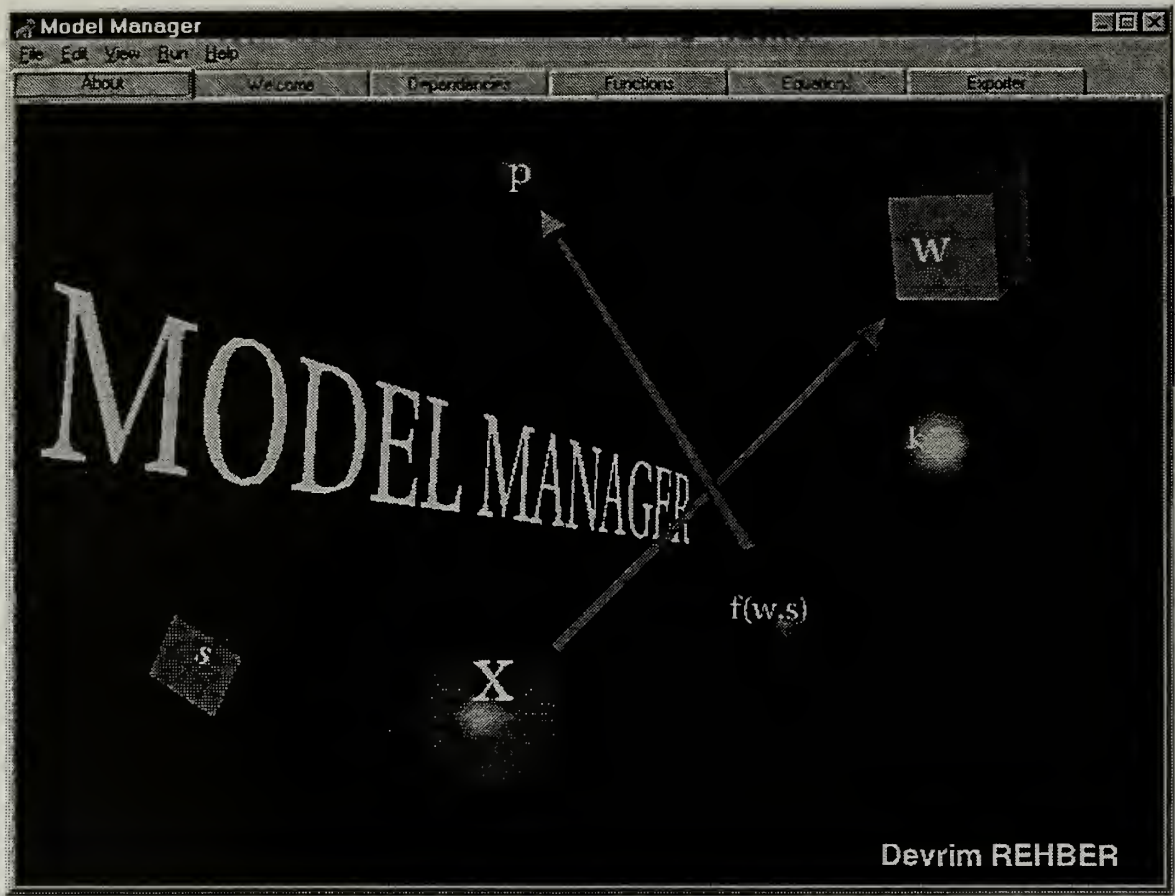 Model Manager
File Edit View Run Help
About Welcome Dependencies Functions Equations Exporter
p
W
MODEL MANAGER
k
f(w,s)
s
X
Devrim REHBER